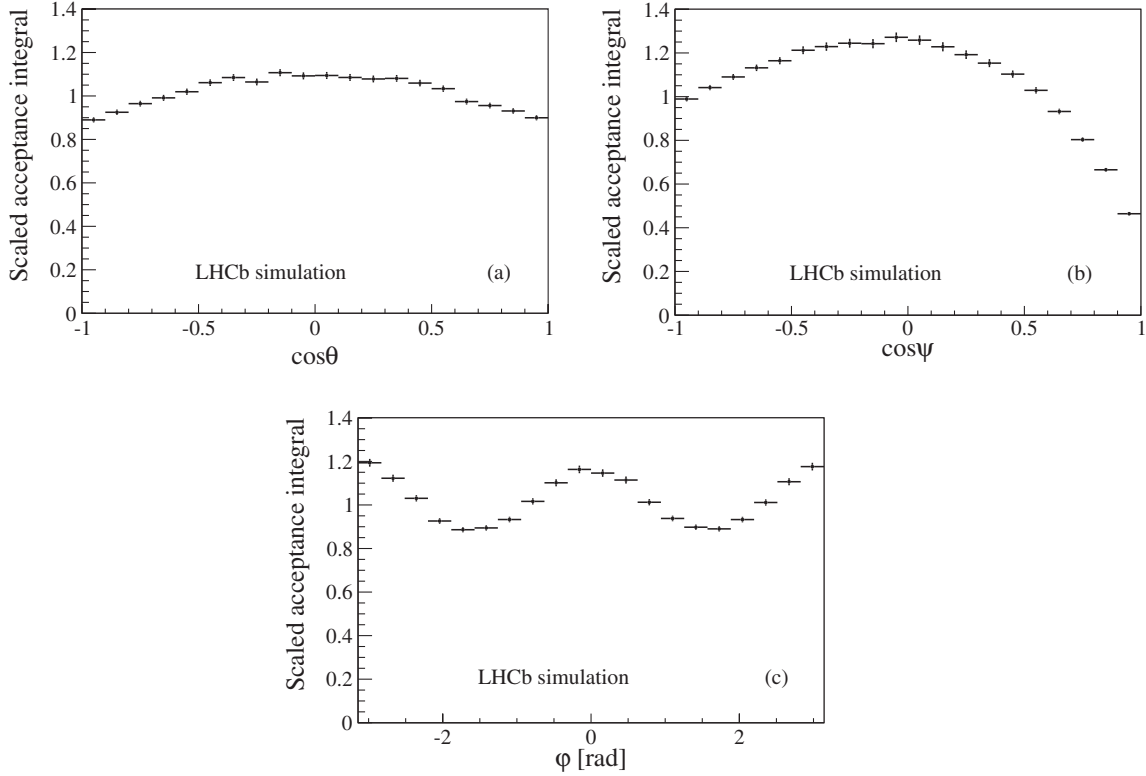 Scaled acceptance integral
1.4
1.2
1
0.8
0.6
0.4
0.2
0
LHCb simulation
(a)
-1 -0.5 0 0.5 1
cosθ
Scaled acceptance integral
1.4
1.2
1
0.8
0.6
0.4
0.2
0
LHCb simulation
(b)
-1 -0.5 0 0.5 1
cosψ
Scaled acceptance integral
1.4
1.2
1
0.8
0.6
0.4
0.2
0
LHCb simulation
(c)
-2 0 2
φ [rad]